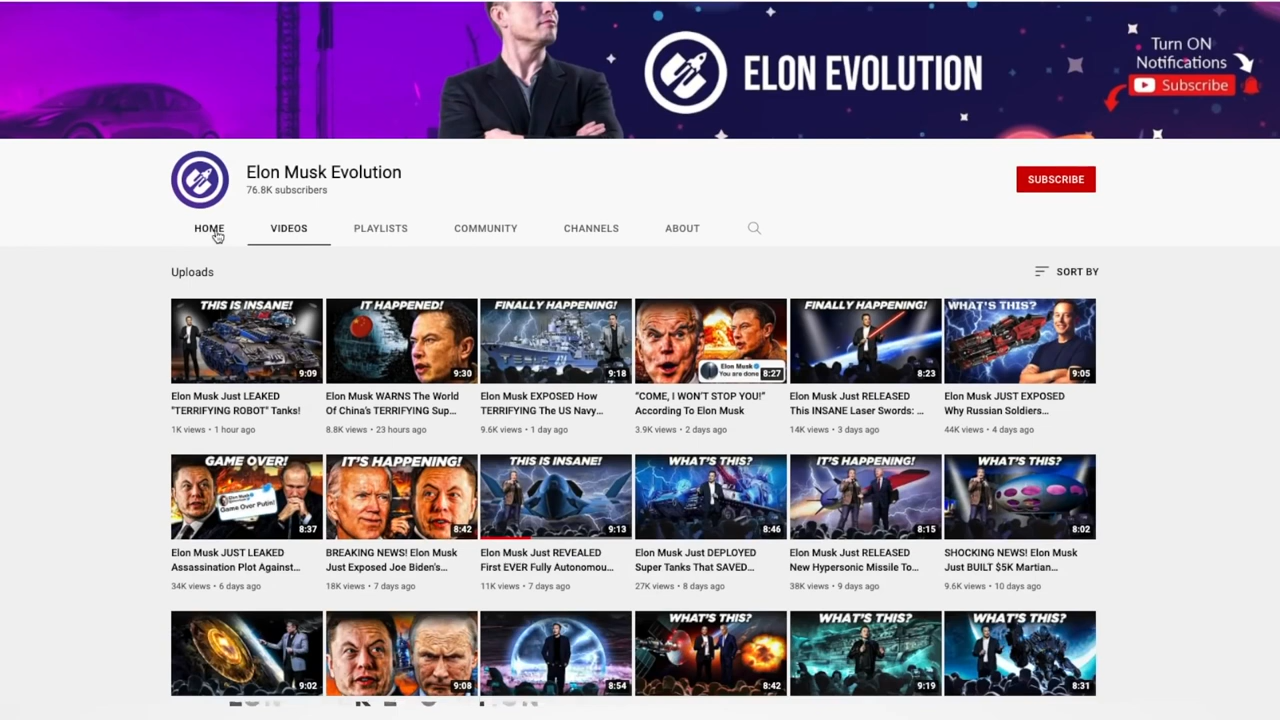 Turn ON
Notifications
Subscribe
ELON EVOLUTION
Elon Musk Evolution
76.8K subscribers
SUBSCRIBE
HOME
VIDEOS
PLAYLISTS
COMMUNITY
CHANNELS
ABOUT
Uploads
SORT BY
THIS IS INSANE!
9:09
IT HAPPENED!
9:30
FINALLY HAPPENING!
9:18
Elon Musk
You are done
8:27
FINALLY HAPPENING!
8:23
WHAT'S THIS?
9:05
Elon Musk Just LEAKED
"TERRIFYING ROBOT" Tanks!
1K views • 1 hour ago
Elon Musk WARNS The World
Of China's TERRIFYING Sup...
8.8K views • 23 hours ago
Elon Musk EXPOSED How
TERRIFYING The US Navy...
9.6K views • 1 day ago
"COME, I WON'T STOP YOU!"
According To Elon Musk
3.9K views • 2 days ago
Elon Musk Just RELEASED
This INSANE Laser Swords: ...
14K views • 3 days ago
Elon Musk JUST EXPOSED
Why Russian Soldiers...
44K views • 4 days ago
GAME OVER!
Elon Musk
Game Over Putin!
8:37
IT'S HAPPENING!
8:42
THIS IS INSANE!
9:13
WHAT'S THIS?
8:46
IT'S HAPPENING!
8:15
WHAT'S THIS?
8:02
Elon Musk JUST LEAKED
Assassination Plot Against...
34K views • 6 days ago
BREAKING NEWS! Elon Musk
Just Exposed Joe Biden's...
18K views • 7 days ago
Elon Musk Just REVEALED
First EVER Fully Autonomou...
11K views • 7 days ago
Elon Musk Just DEPLOYED
Super Tanks That SAVED...
27K views • 8 days ago
Elon Musk Just RELEASED
New Hypersonic Missile To...
38K views • 9 days ago
SHOCKING NEWS! Elon Musk
Just BUILT $5K Martian...
9.6K views • 10 days ago
9:02
9:08
8:54
WHAT'S THIS?
8:42
WHAT'S THIS?
9:19
WHAT'S THIS?
8:31